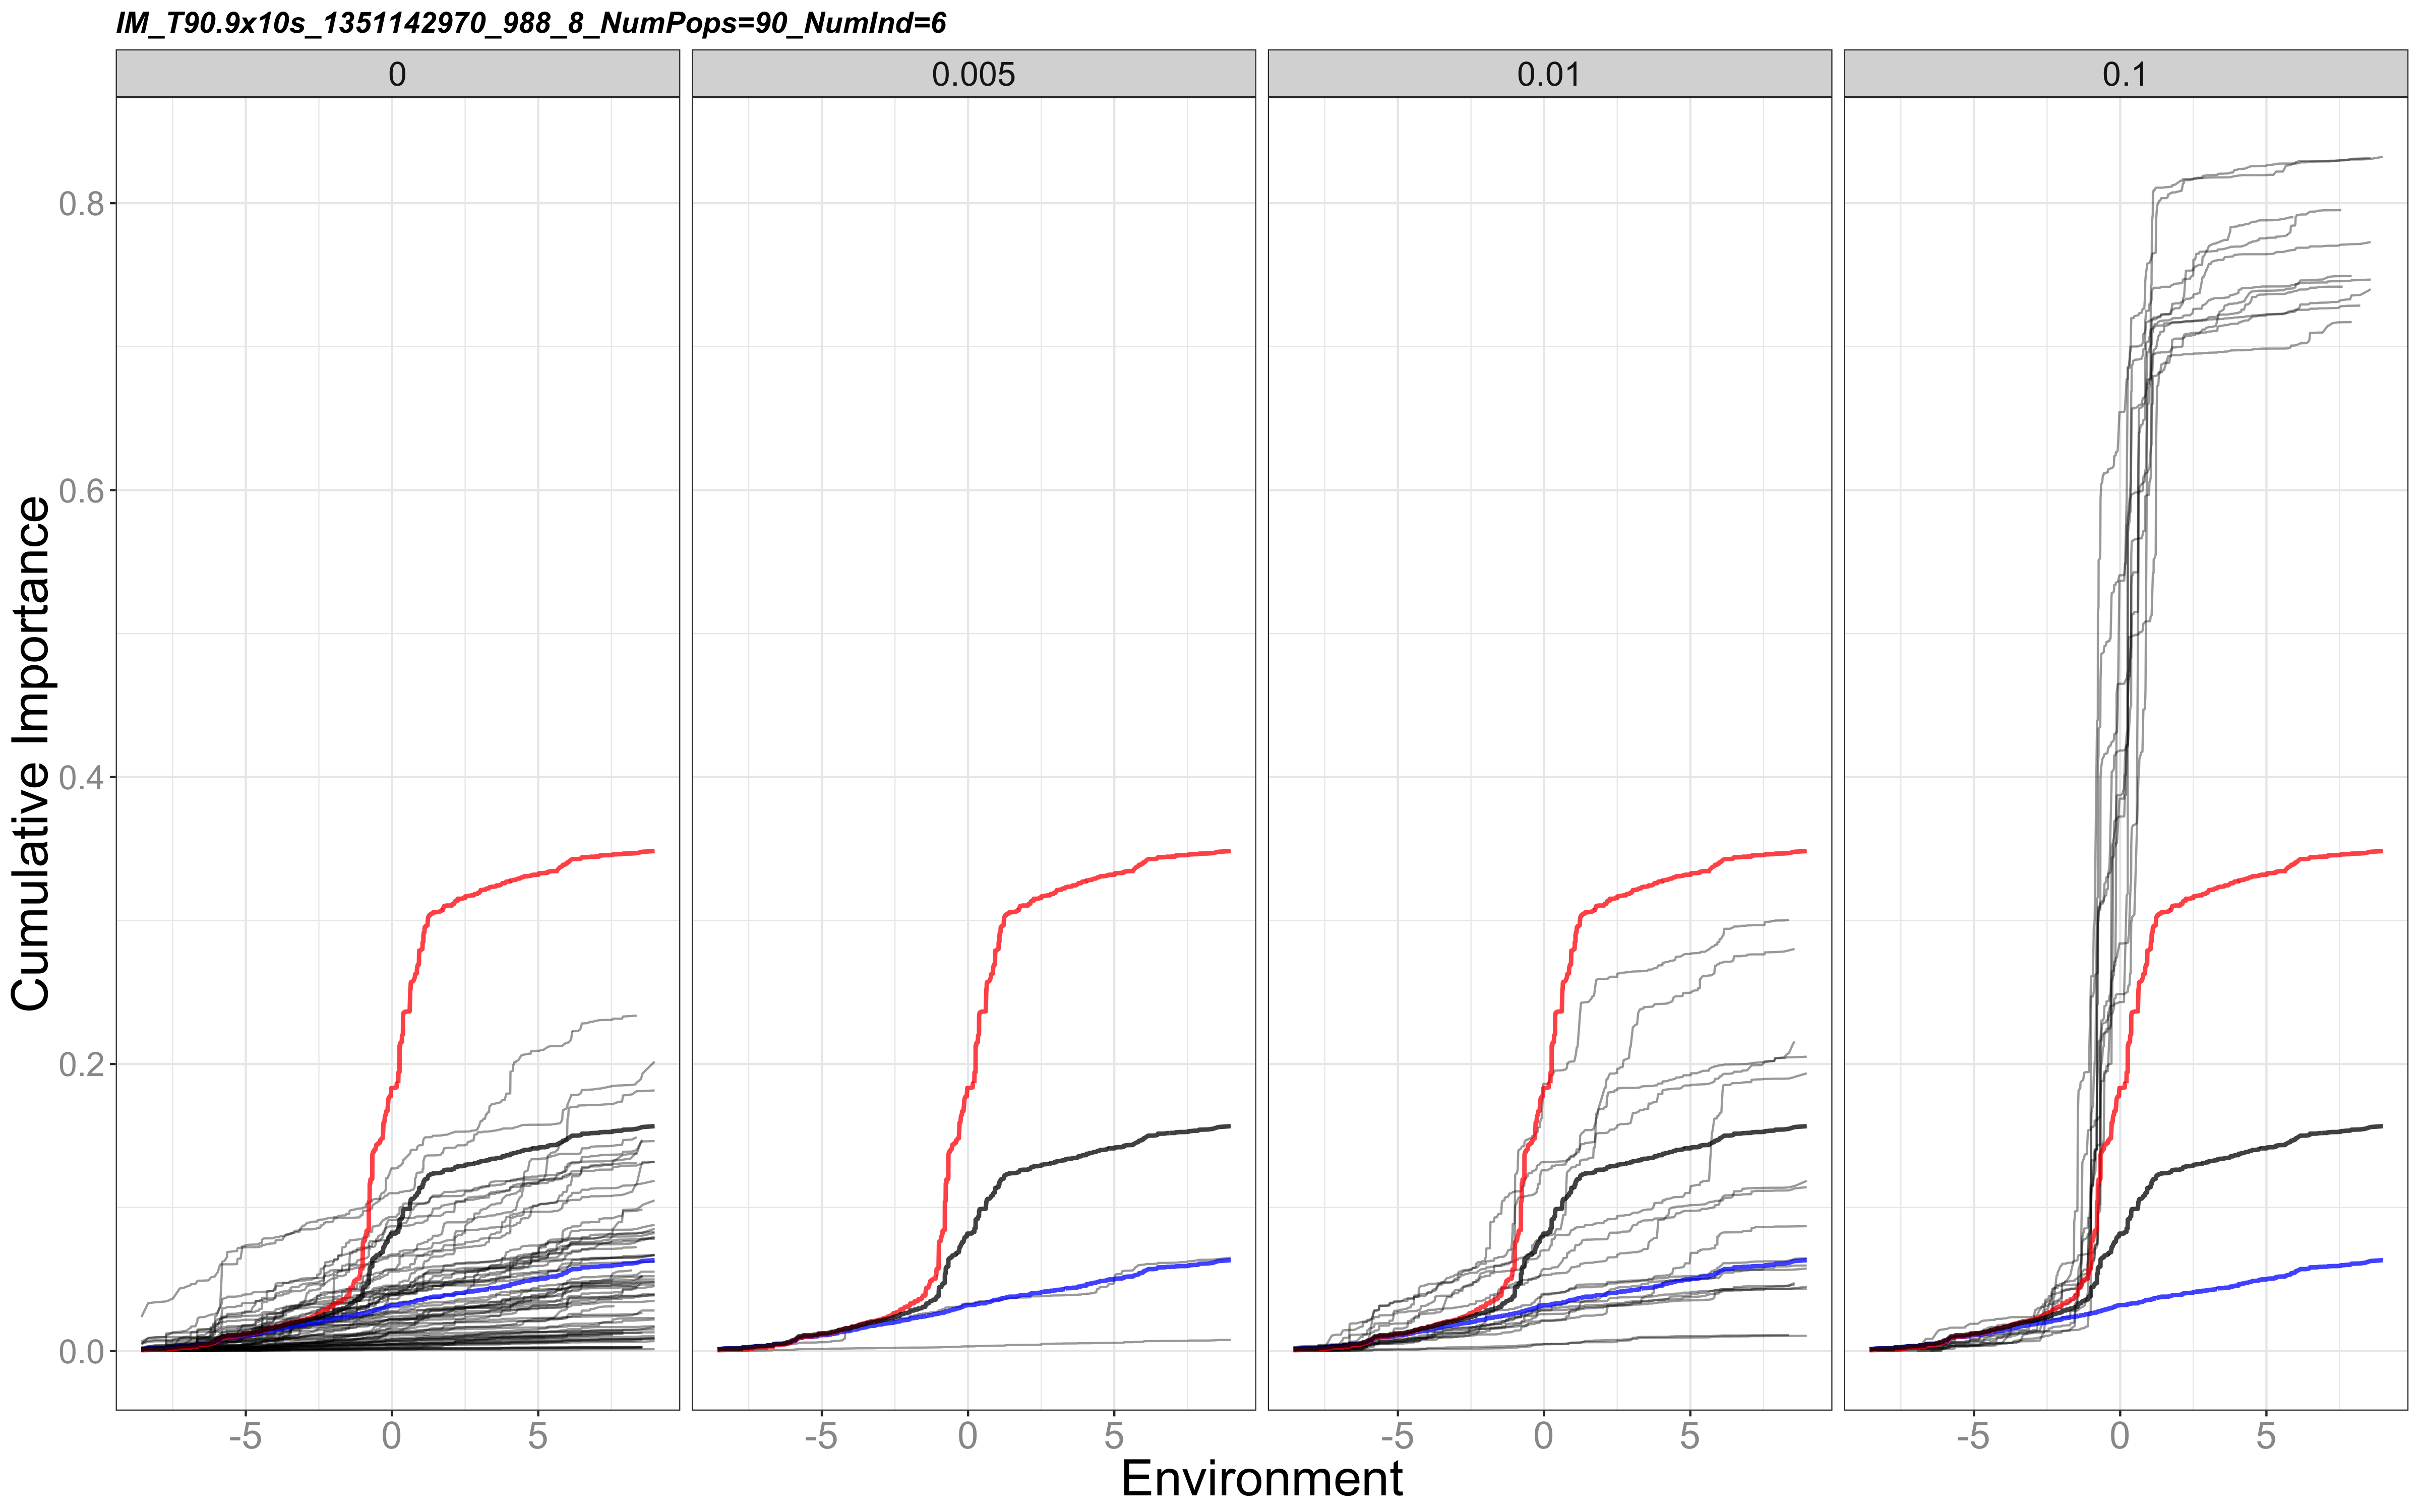 IM_T90.9x10s_1351142970_988_8_NumPops=90_NumInd=6
0 0.005 0.01 0.1
Cumulative Importance
0.8
0.6
0.4
0.2
0.0
-5 0 5 -5 0 5 -5 0 5 -5 0 5
Environment